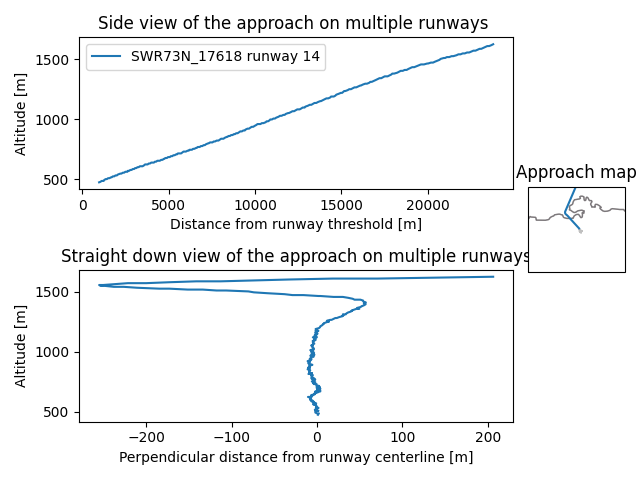 Side view of the approach on multiple runways
SWR73N_17618 runway 14
Altitude [m]
1500
1000
500
0
5000
10000
15000
20000
Distance from runway threshold [m]
Approach map
Straight down view of the approach on multiple runways
Altitude [m]
1500
1000
500
−200
−100
0
100
200
Perpendicular distance from runway centerline [m]